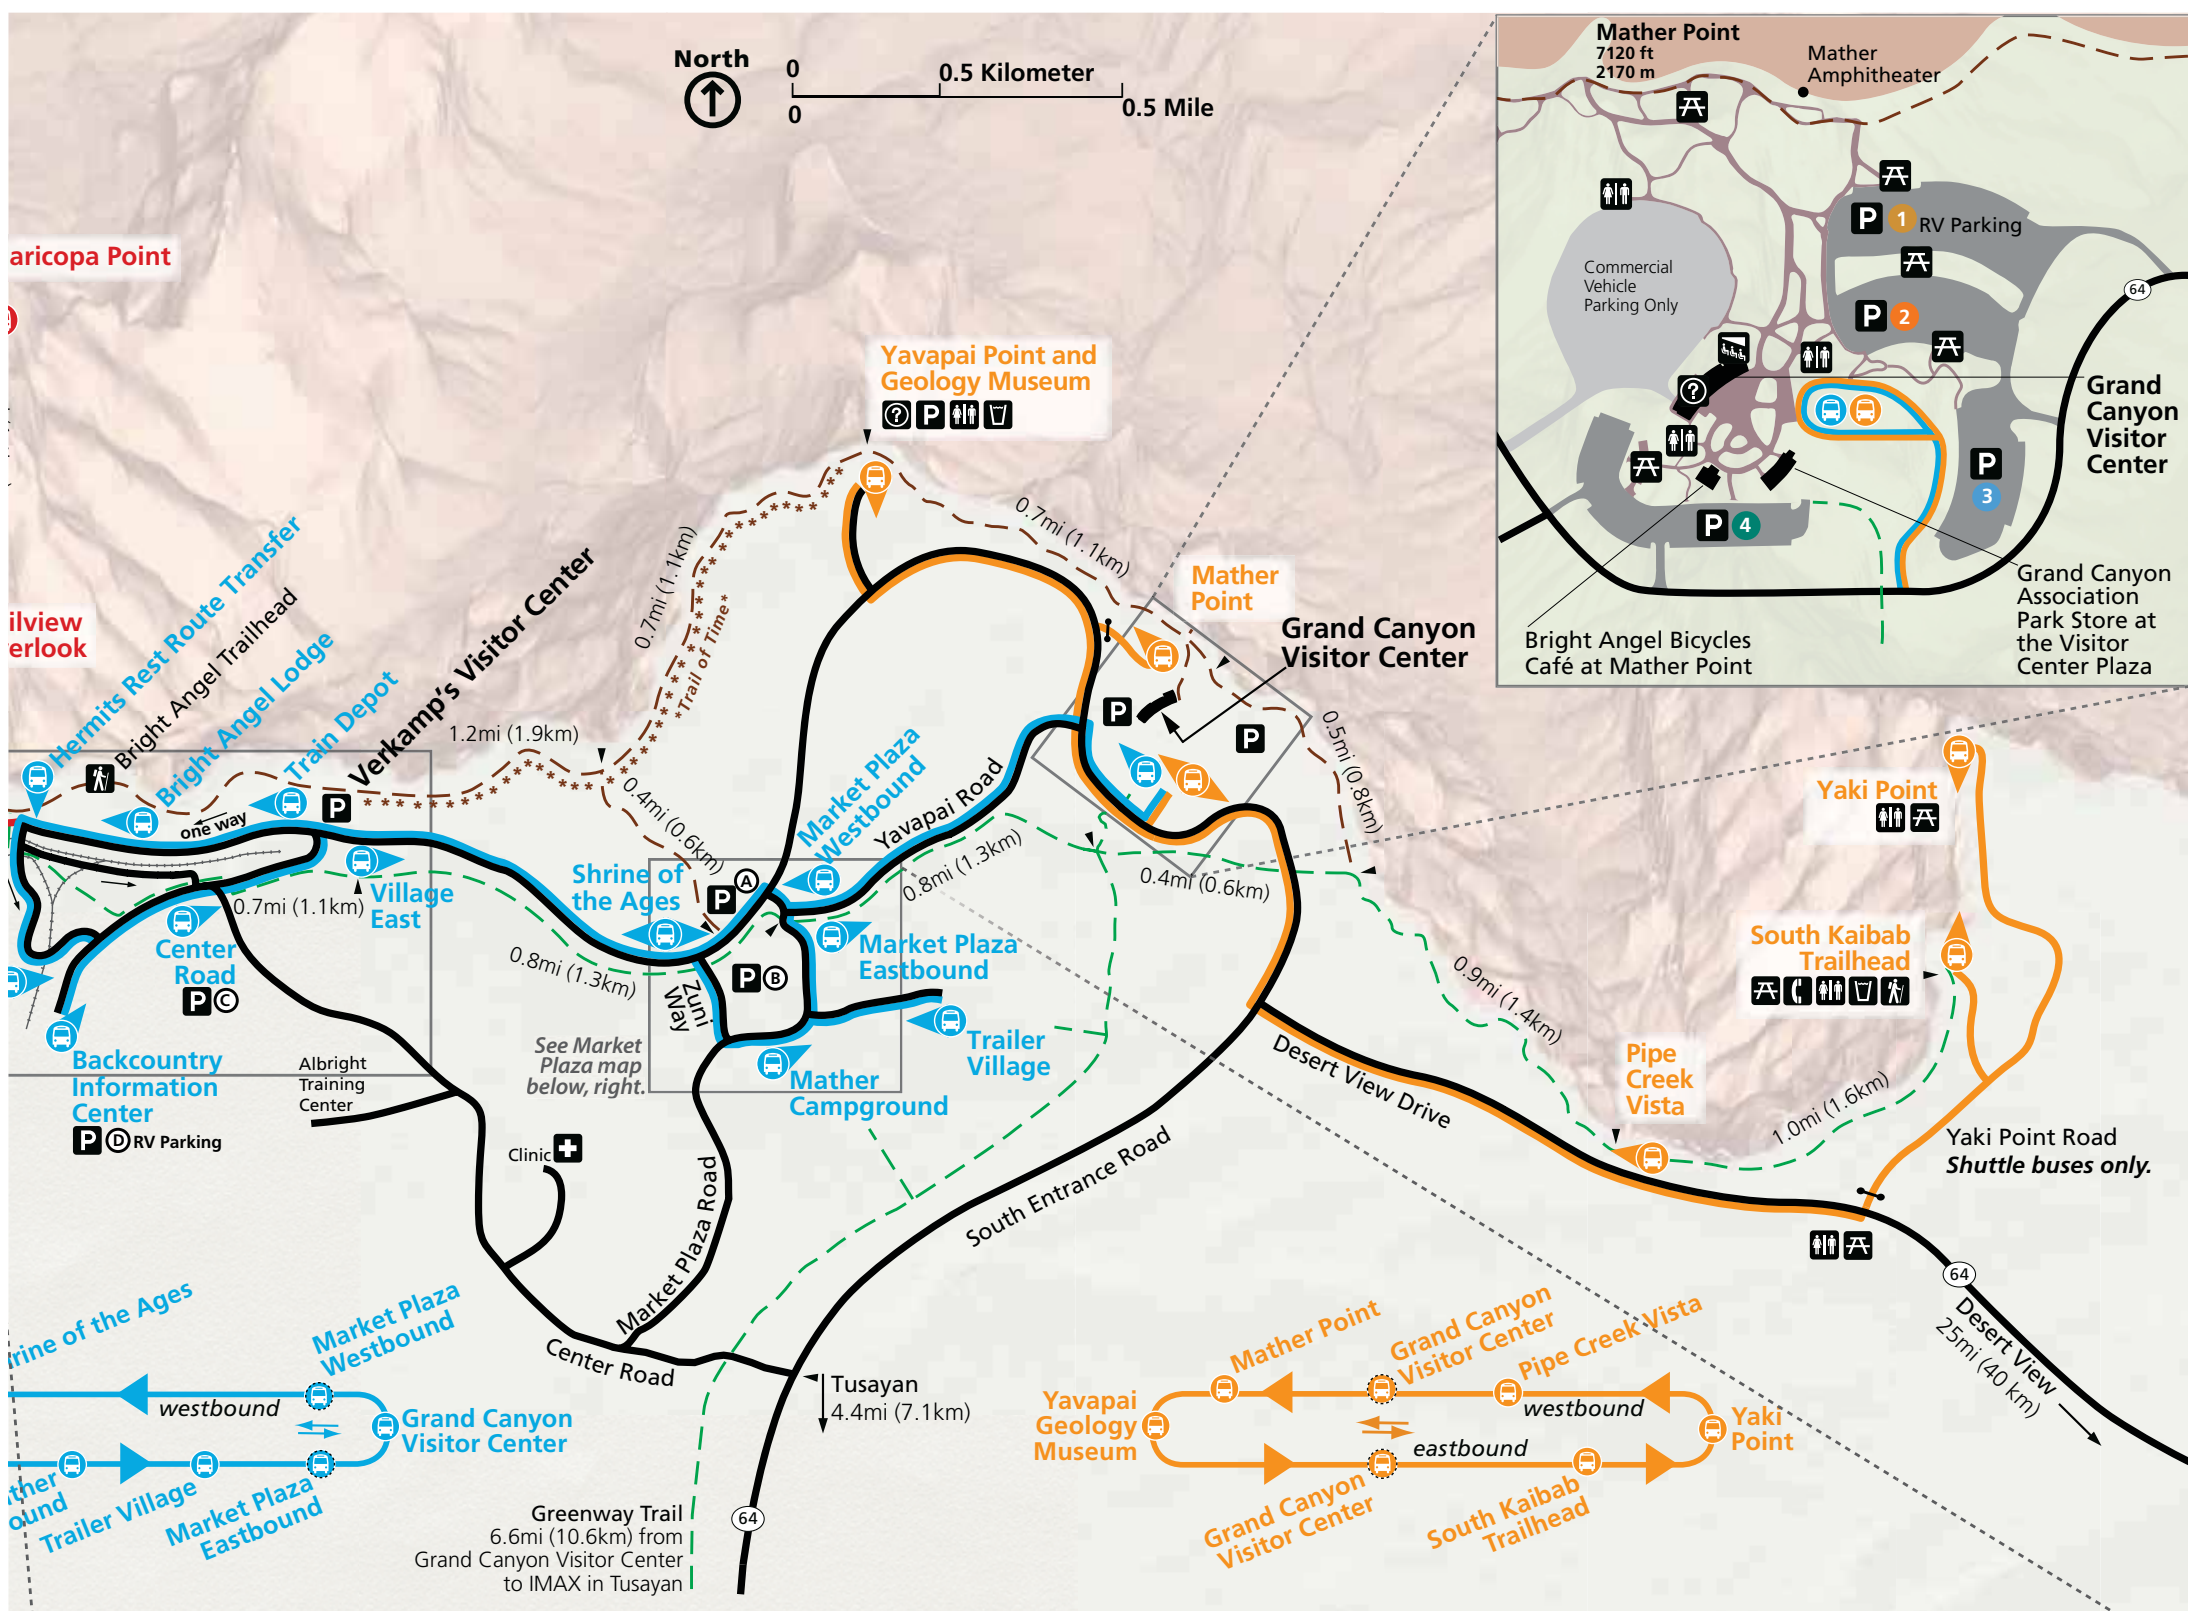 North
0
0.5 Kilometer
0
0.5 Mile
Mather Point
7120 ft
2170 m
Mather
Amphitheater
P 1 RV Parking
Commercial
Vehicle
Parking Only
P 2
64
?
Grand
Canyon
Visitor
Center
P
3
P 4
Bright Angel Bicycles
Café at Mather Point
Grand Canyon
Association
Park Store at
the Visitor
Center Plaza
aricopa Point
Yavapai Point and
Geology Museum
? P
0.7mi (1.1km)
0.7mi (1.1km)
*Trail of Time*
Mather
Point
Grand Canyon
Visitor Center
P
P
0.5mi (0.8km)
ilview
erlook
Hermits Rest Route Transfer
Bright Angel Trailhead
Bright Angel Lodge
Train Depot
Verkamp's Visitor Center
P
one way
1.2mi (1.9km)
0.4mi (0.6km)
Market Plaza
Westbound
Yavapai Road
Yaki Point
Shrine of
the Ages
P A
0.8mi (1.3km)
0.4mi (0.6km)
Village
East
0.7mi (1.1km)
Center
Road
P C
0.8mi (1.3km)
P B
Zuni
Way
Market Plaza
Eastbound
South Kaibab
Trailhead
0.9mi (1.4km)
Trailer
Village
See Market
Plaza map
below, right.
Mather
Campground
Backcountry
Information
Center
P D RV Parking
Albright
Training
Center
Desert View Drive
Pipe
Creek
Vista
1.0mi (1.6km)
Yaki Point Road
Shuttle buses only.
Clinic
Market Plaza Road
South Entrance Road
64
Desert View
25mi (40 km)
Center Road
Tusayan
4.4mi (7.1km)
rine of the Ages
Market Plaza
Westbound
westbound
Grand Canyon
Visitor Center
ther
ound
Trailer Village
Market Plaza
Eastbound
Mather Point
Grand Canyon
Visitor Center
Pipe Creek Vista
westbound
Yavapai
Geology
Museum
Yaki
Point
eastbound
Grand Canyon
Visitor Center
South Kaibab
Trailhead
Greenway Trail
6.6mi (10.6km) from
Grand Canyon Visitor Center
to IMAX in Tusayan
64